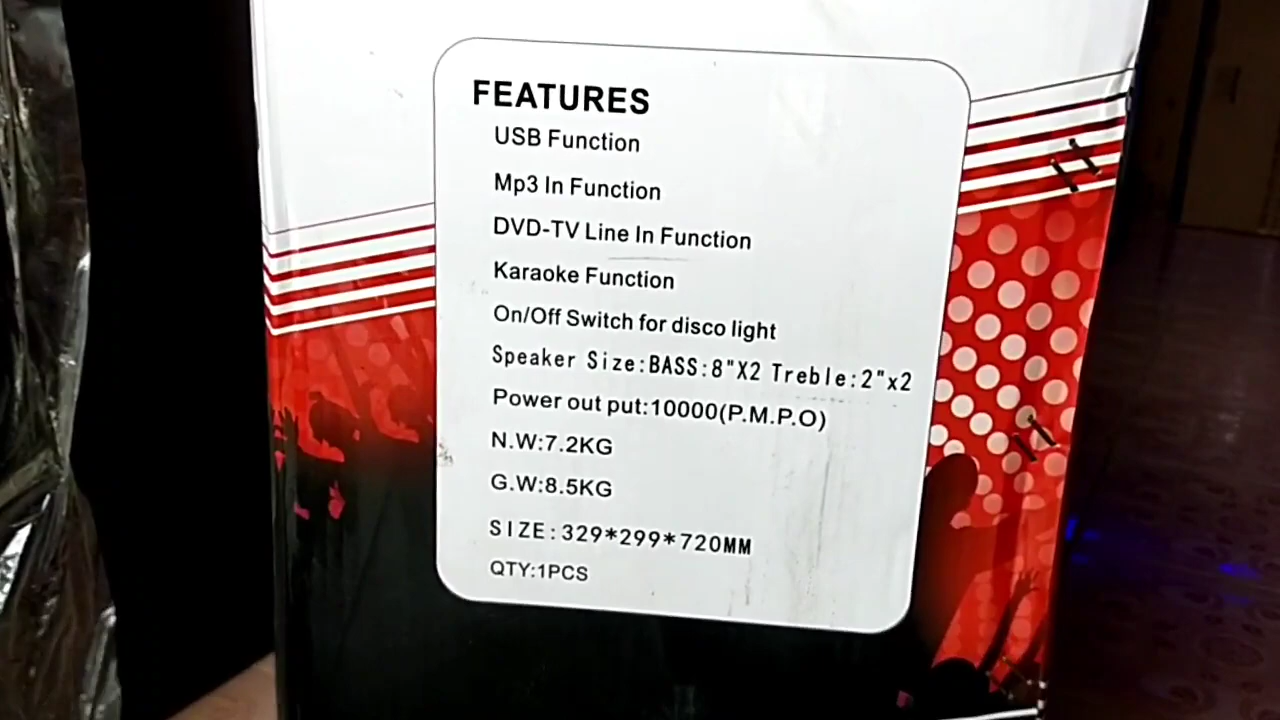 FEATURES
USB Function
Mp3 In Function
DVD-TV Line In Function
Karaoke Function
On/Off Switch for disco light
Speaker Size:BASS:8"X2 Treble:2"x2
Power out put:10000(P.M.P.O)
N.W:7.2KG
G.W:8.5KG
SIZE:329*299*720MM
QTY:1PCS